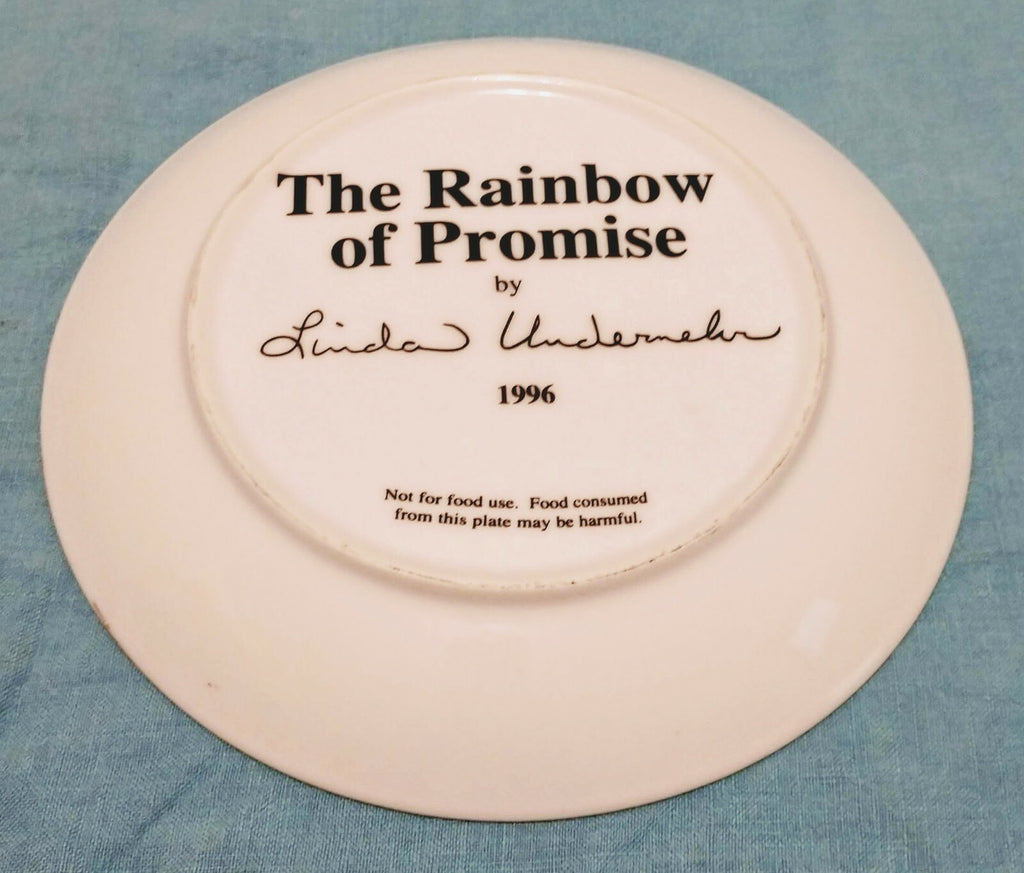 The Rainbow
of Promise
by
Linda Undernehr
1996
Not for food use. Food consumed
from this plate may be harmful.